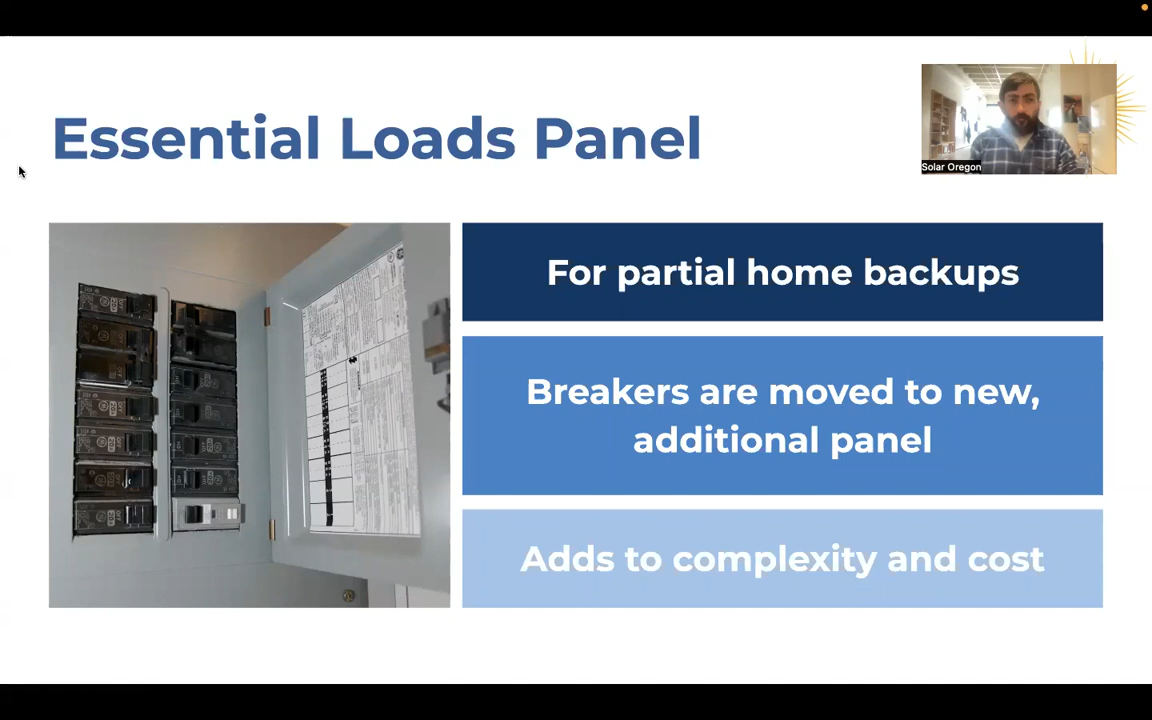 Essential Loads Panel
Solar Oregon
For partial home backups
Breakers are moved to new,
additional panel
Adds to complexity and cost